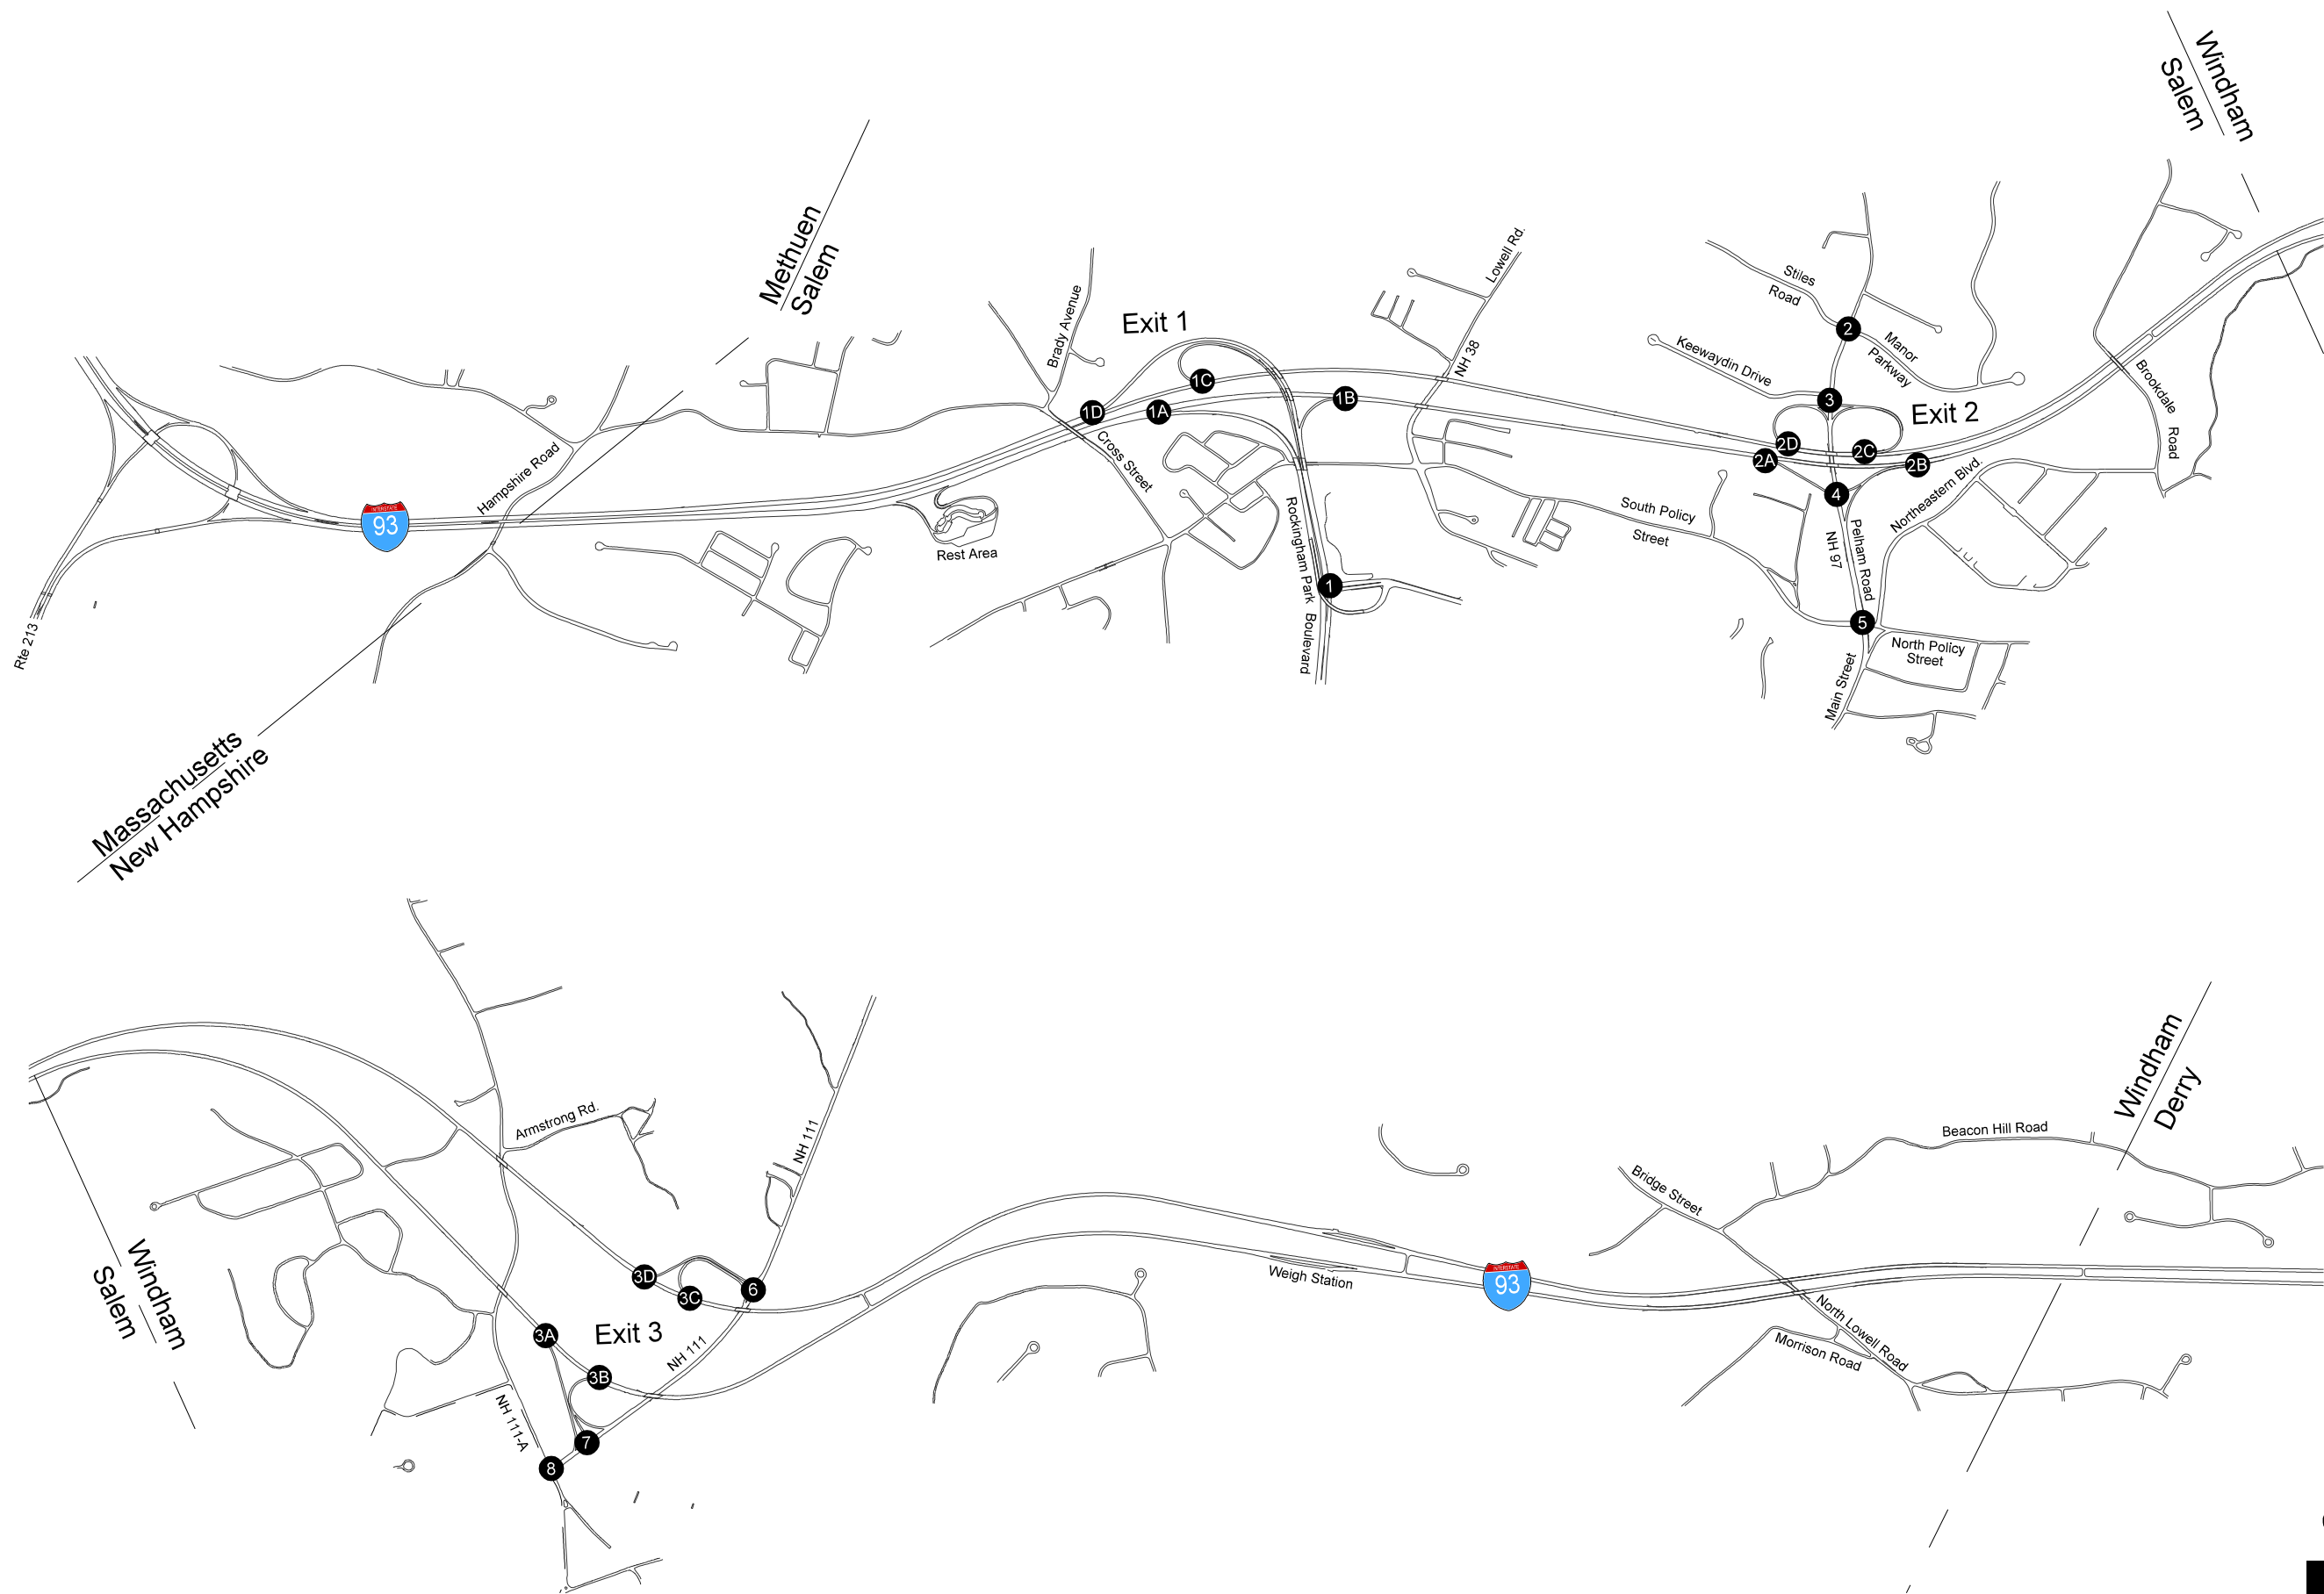 Windham
Salem
Methuen
Salem
Lowell Rd.
Brady Avenue
Exit 1
Stiles
Road
2
Manor
Parkway
Keewaydin Drive
NH 38
1C
1B
1D
1A
3
Exit 2
Brookdale
Road
Cross Street
2D
2C
2A
2B
Hampshire Road
Northeastern Blvd.
4
INTERSTATE
93
South Policy
Street
Rest Area
Rockingham Park
Boulevard
NH 97
Pelham Road
1
5
Rte 213
North Policy
Street
Main Street
Massachusetts
New Hampshire
Windham
Derry
Armstrong Rd.
NH 111
Beacon Hill Road
Bridge Street
Windham
Salem
3D
3C
6
INTERSTATE
93
Weigh Station
3A
Exit 3
NH 111
3B
North Lowell Road
Morrison Road
NH 111-A
7
8